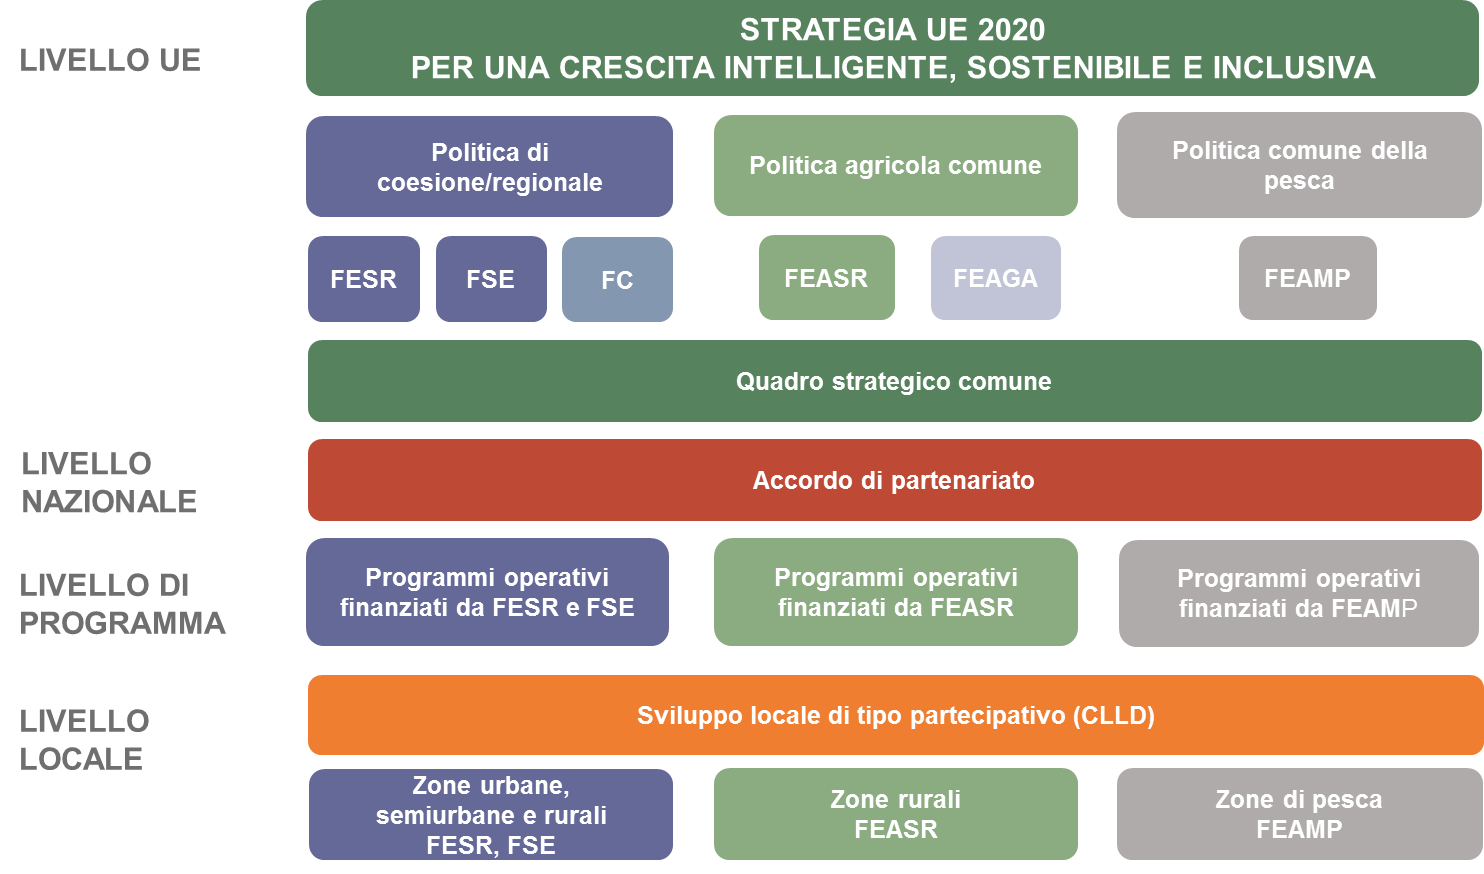 LIVELLO UE
STRATEGIA UE 2020
PER UNA CRESCITA INTELLIGENTE, SOSTENIBILE E INCLUSIVA
Politica di
coesione/regionale
Politica agricola comune
Politica comune della
pesca
FESR
FSE
FC
FEASR
FEAGA
FEAMP
Quadro strategico comune
LIVELLO
NAZIONALE
Accordo di partenariato
LIVELLO DI
PROGRAMMA
Programmi operativi
finanziati da FESR e FSE
Programmi operativi
finanziati da FEASR
Programmi operativi
finanziati da FEAMP
LIVELLO
LOCALE
Sviluppo locale di tipo partecipativo (CLLD)
Zone urbane,
semiurbane e rurali
FESR, FSE
Zone rurali
FEASR
Zone di pesca
FEAMP